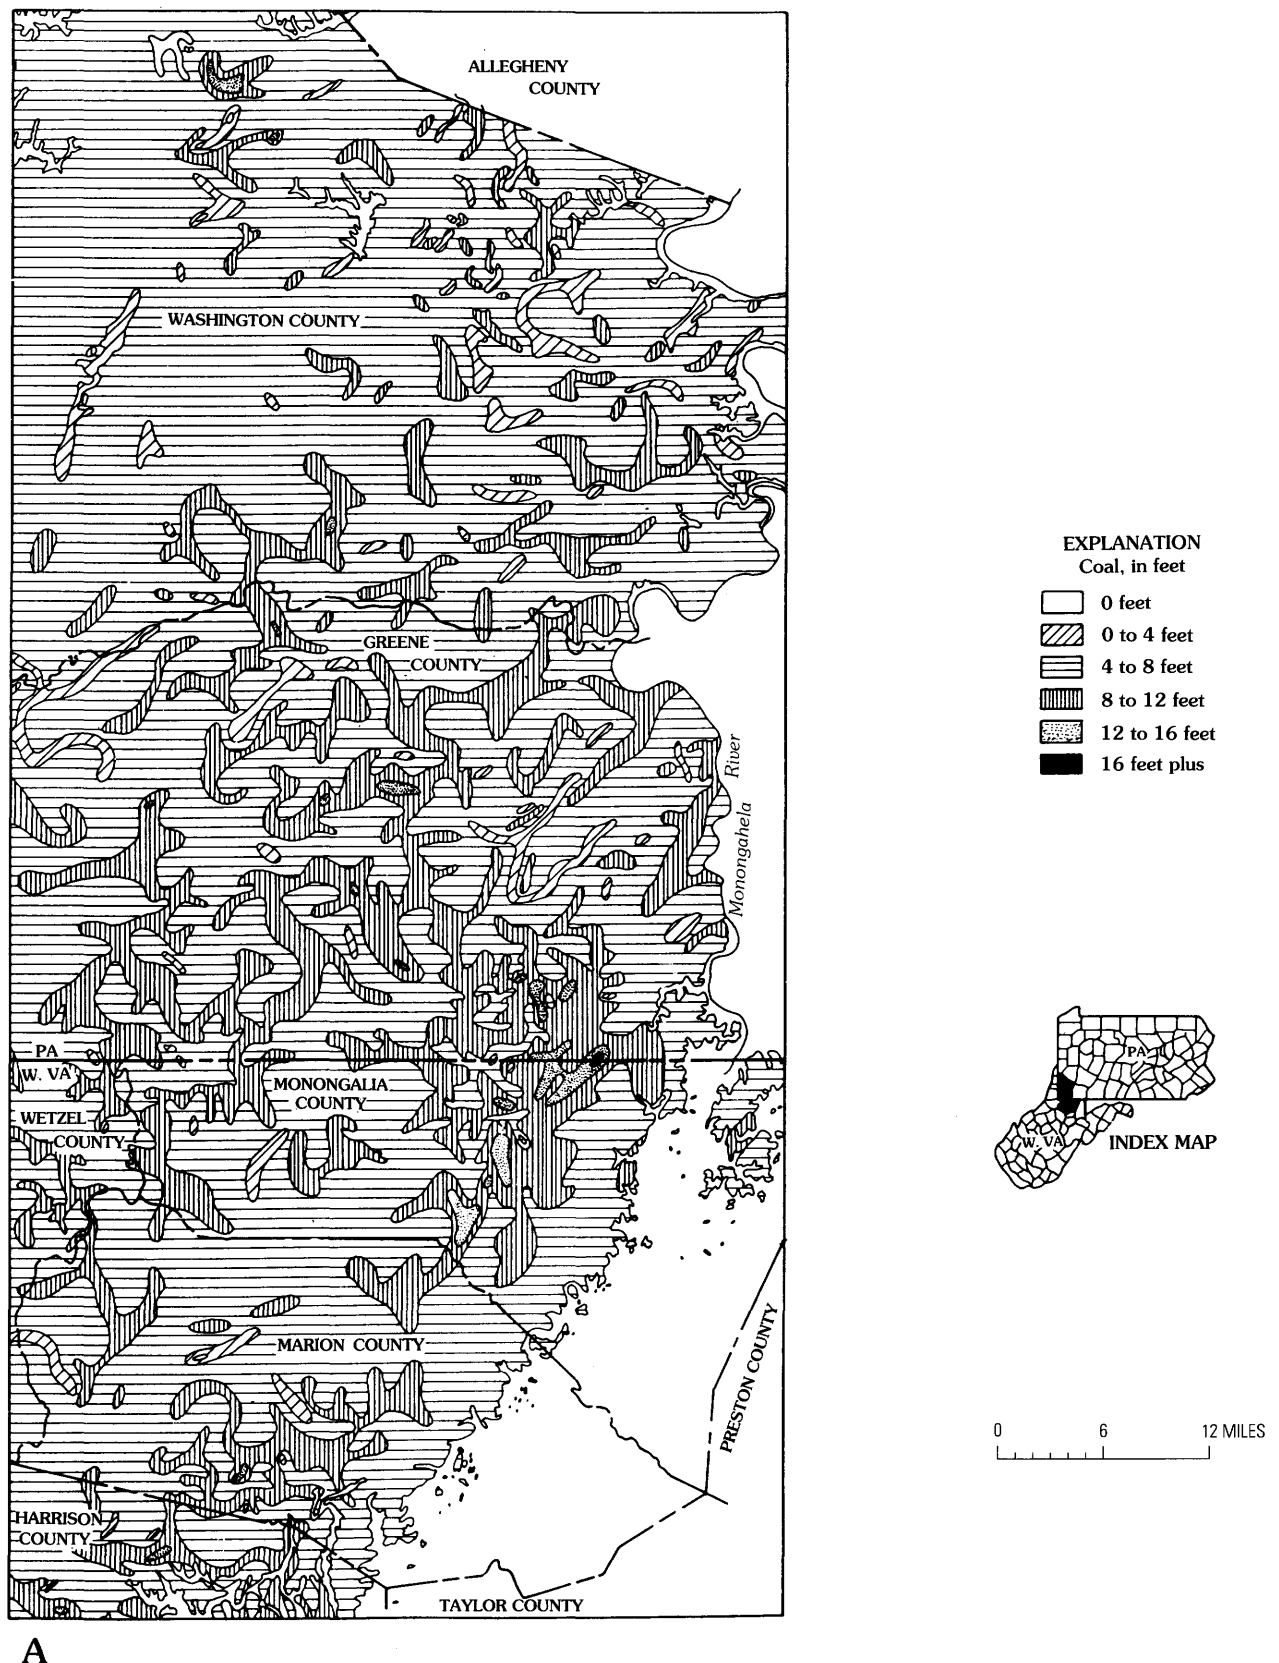 ALLEGHENY
COUNTY
WASHINGTON COUNTY
GREENE
COUNTY
River
Monongahela
PA
W. VA
MONONGALIA
COUNTY
WETZEL
COUNTY
MARION COUNTY
PRESTON COUNTY
HARRISON
COUNTY
TAYLOR COUNTY
A
EXPLANATION
Coal, in feet
0 feet
0 to 4 feet
4 to 8 feet
8 to 12 feet
12 to 16 feet
16 feet plus
PA
W. VA
INDEX MAP
0 6 12 MILES